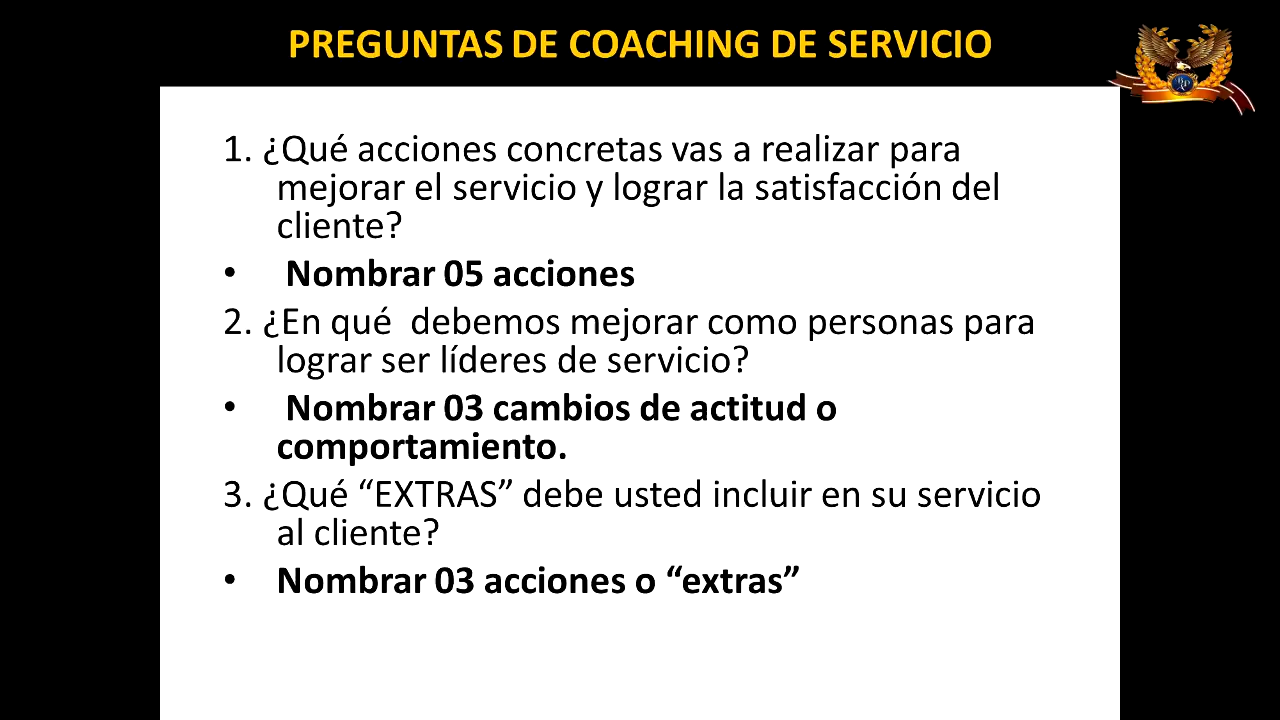 PREGUNTAS DE COACHING DE SERVICIO
1. ¿Qué acciones concretas vas a realizar para
mejorar el servicio y lograr la satisfacción del
cliente?
• Nombrar 05 acciones
2. ¿En qué  debemos mejorar como personas para
lograr ser líderes de servicio?
• Nombrar 03 cambios de actitud o
comportamiento.
3. ¿Qué “EXTRAS” debe usted incluir en su servicio
al cliente?
• Nombrar 03 acciones o “extras”